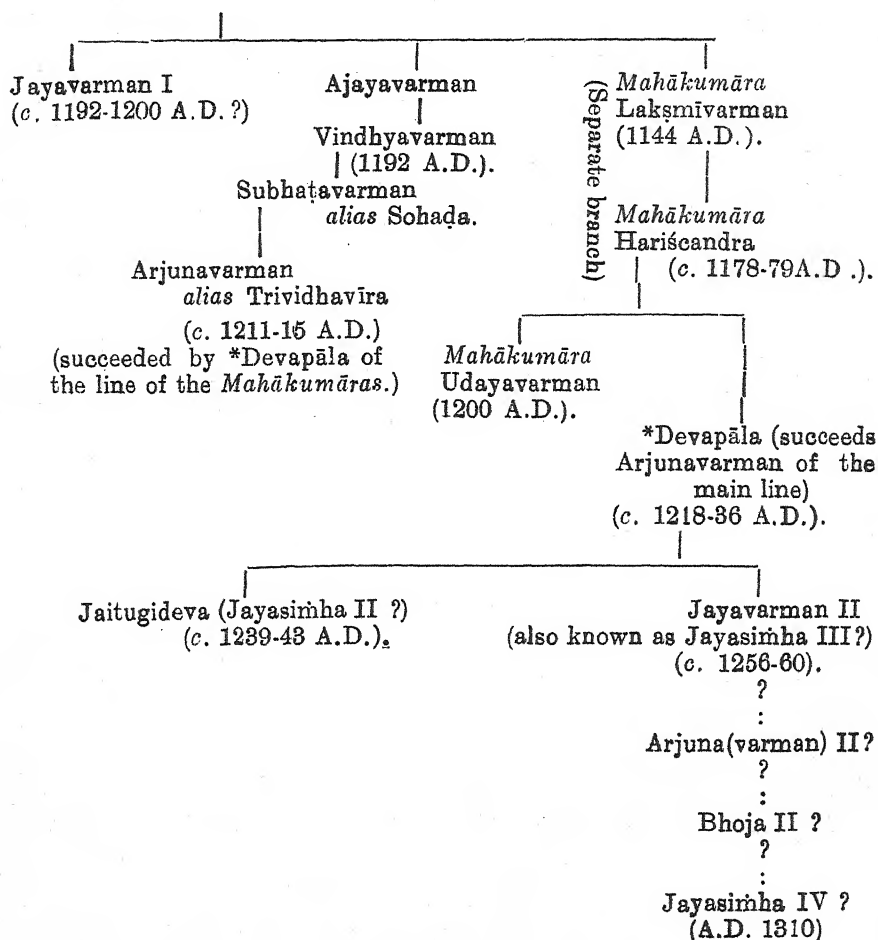 Jayavarman I
(c. 1192-1200 A.D. ?)
Ajayavarman
Vindhyavarman
(1192 A.D.).
Subhaṭavarman
alias Sohaḍa.
Arjunavarman
alias Trividhavīra
(c. 1211-15 A.D.)
(succeeded by *Devapāla of
the line of the Mahākumāras.)
(Separate branch)
Mahākumāra
Lakṣmīvarman
(1144 A.D.).
Mahākumāra
Hariścandra
(c. 1178-79A.D .).
Mahākumāra
Udayavarman
(1200 A.D.).
*Devapāla (succeeds
Arjunavarman of the
main line)
(c. 1218-36 A.D.).
Jaitugideva (Jayasiṁha II ?)
(c. 1239-43 A.D.).
Jayavarman II
(also known as Jayasiṁha III?)
(c. 1256-60).
?
:
Arjuna(varman) II?
?
:
Bhoja II ?
?
:
Jayasiṁha IV ?
(A.D. 1310)